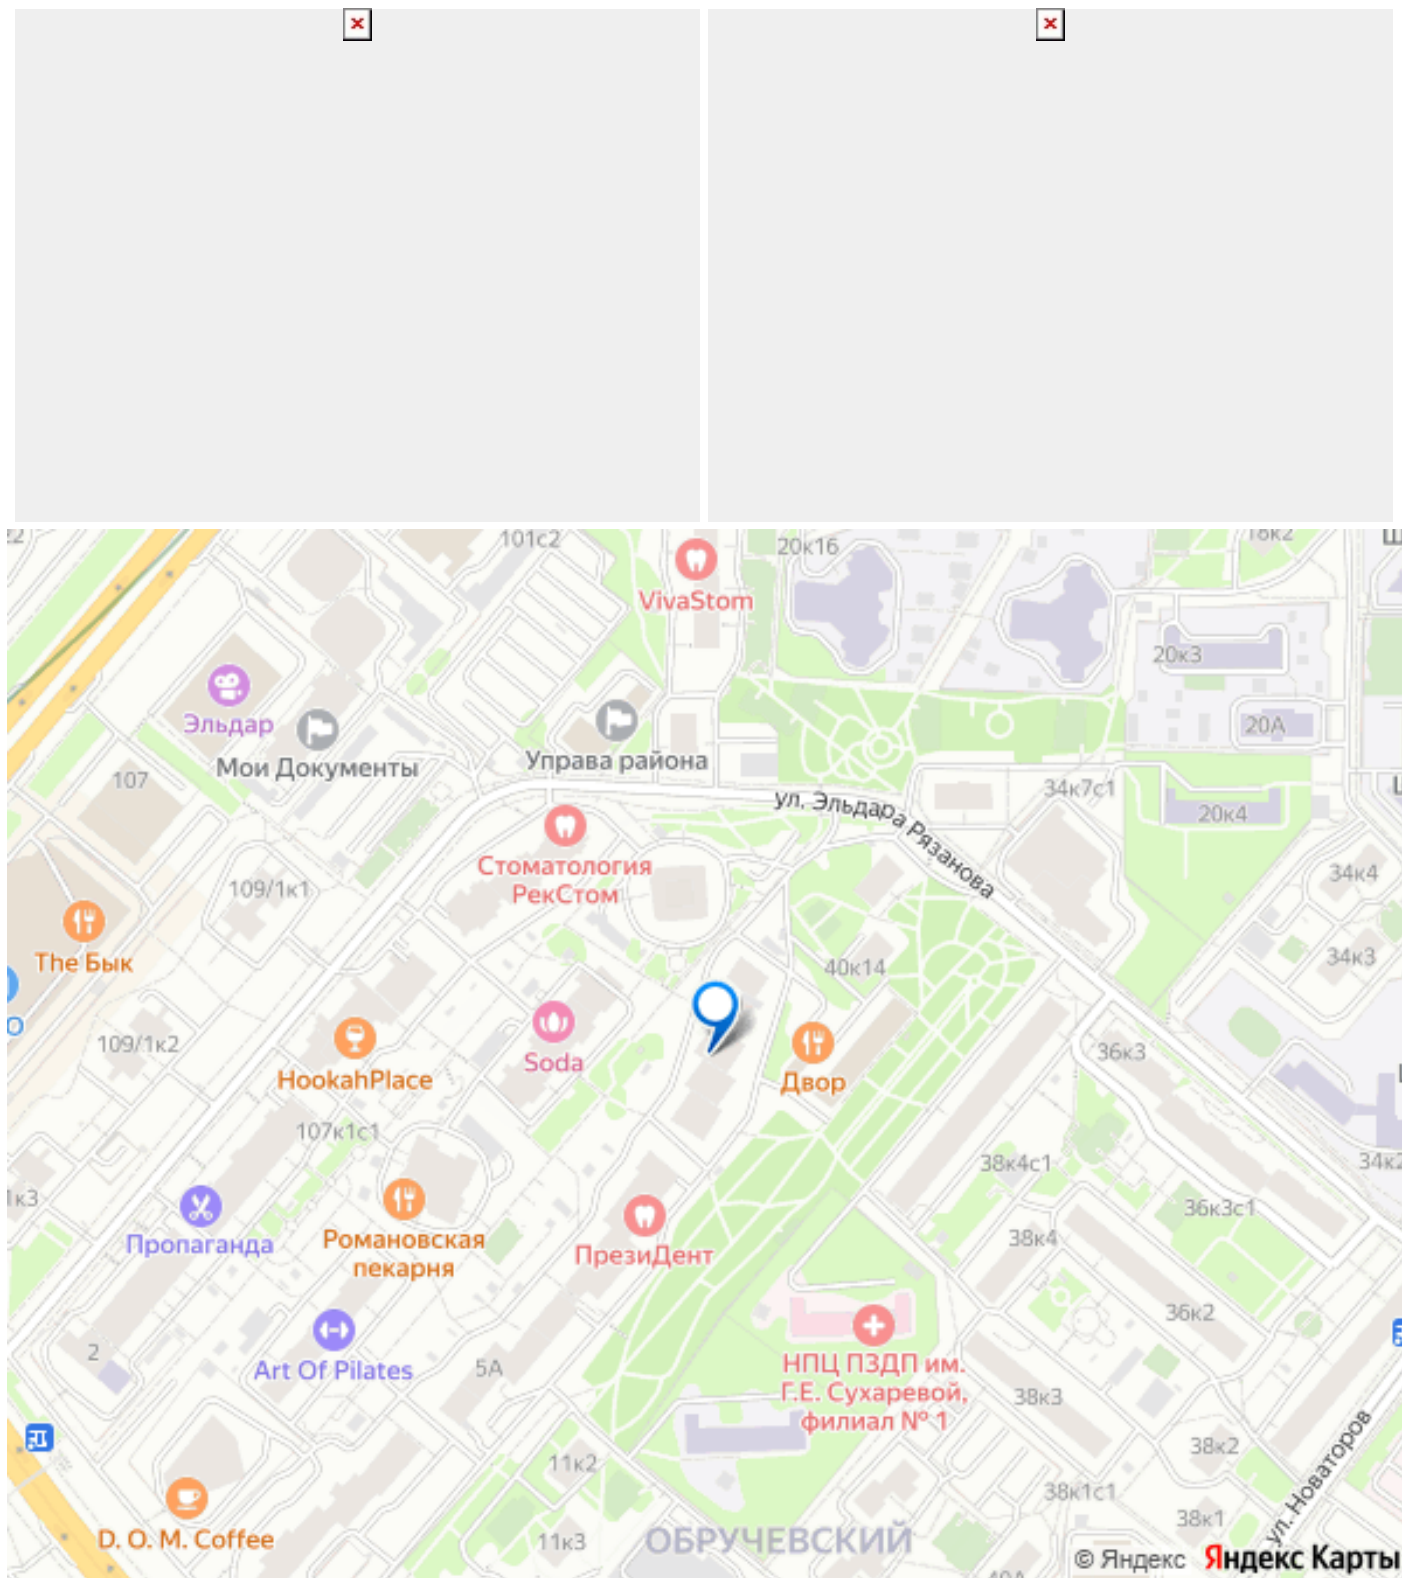 22
101с2
20к16
18к2
VivaStom
20к3
Эльдар
20А
Управа района
Мои Документы
107
34к7с1
ул. Эльдара Рязанова
20к4
Стоматология
РекСтом
34к4
109/1к1
The Бык
40к14
34к3
О
109/1к2
36к3
Soda
HookahPlace
Двор
107к1с1
38к4с1
34к2
1к3
36к3с1
Пропаганда
Романовская
пекарня
ПрезиДент
38к4
36к2
2
Art Of Pilates
5А
НПЦ ПЗДП им.
Г.Е. Сухаревой,
филиал № 1
38к3
38к2
11к2
ул. Новаторов
38к1с1
D. O. M. Coffee
11к3
ОБРУЧЕВСКИЙ
38к1
40А
© Яндекс Яндекс Карты